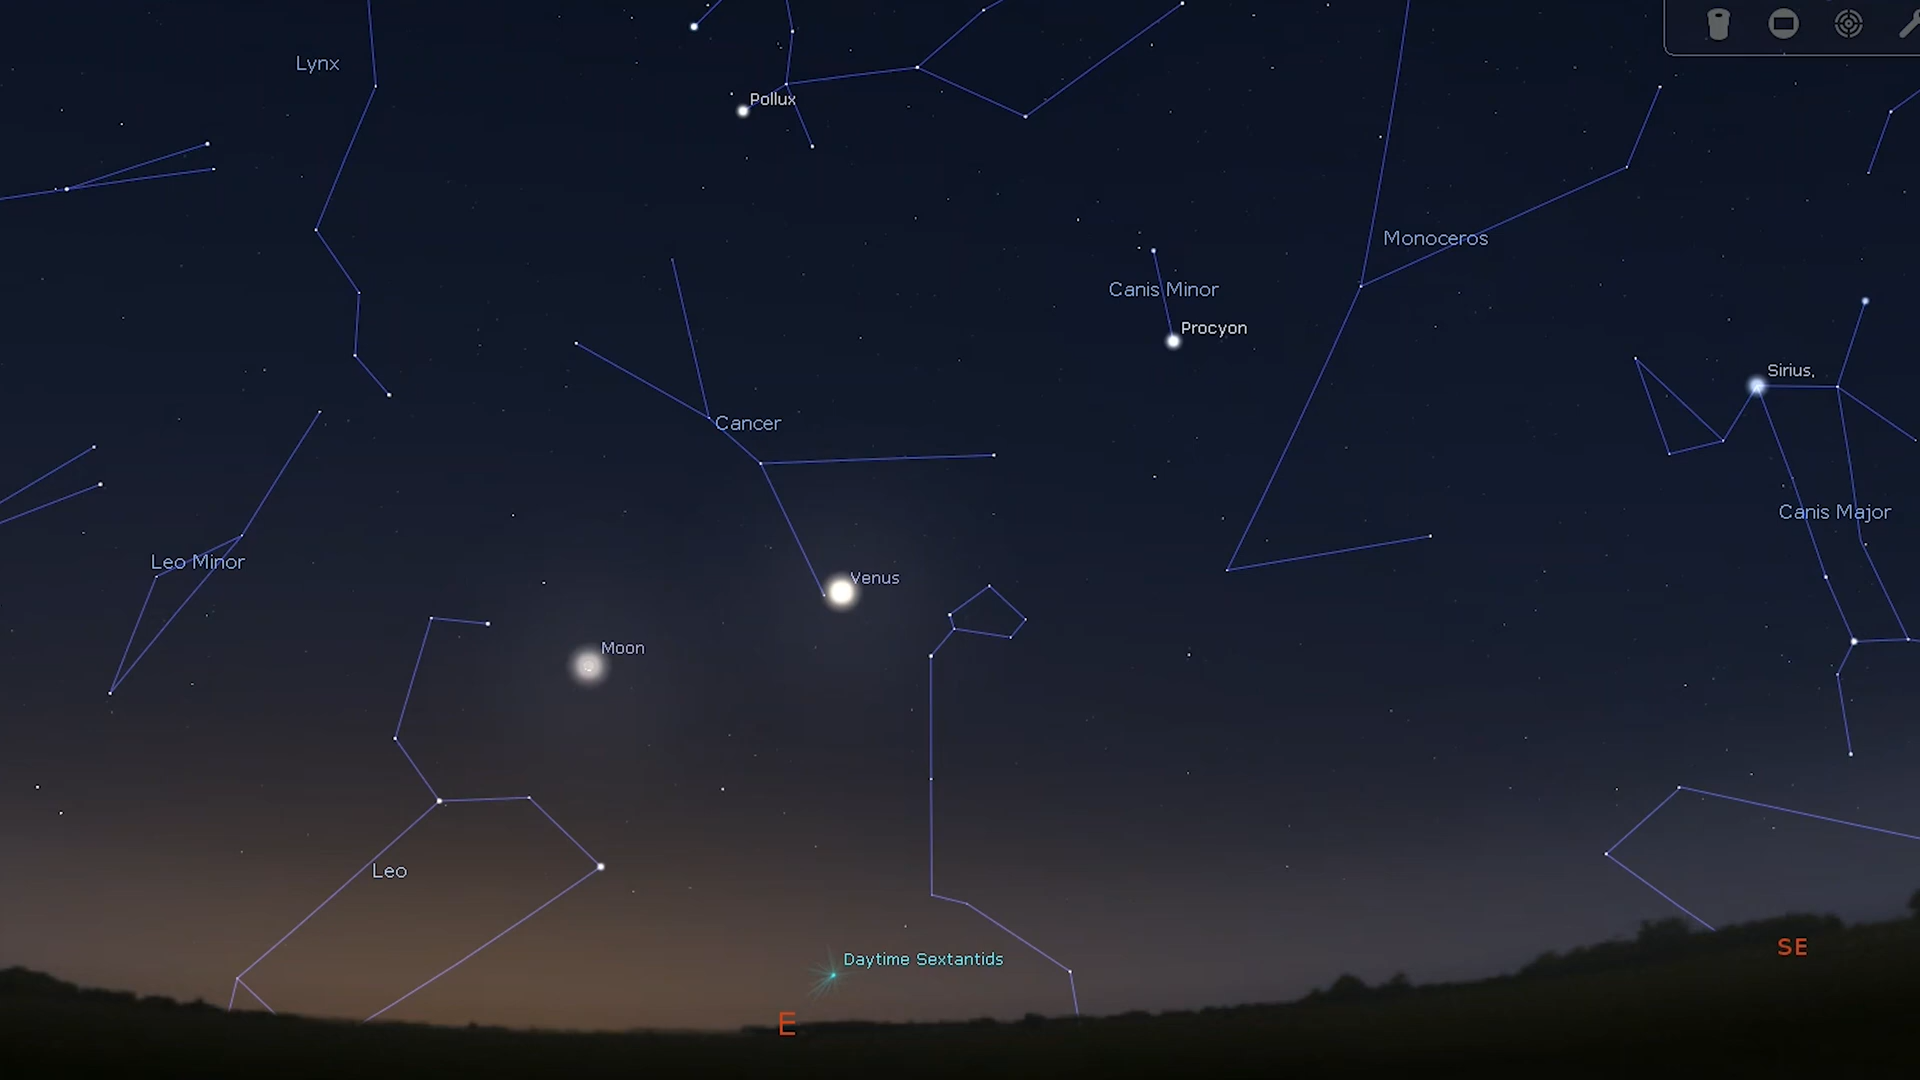 Lynx
Pollux
Monoceros
Canis Minor
Procyon
Sirius
Cancer
Canis Major
Leo Minor
Venus
Moon
Leo
Daytime Sextantids
SE
E